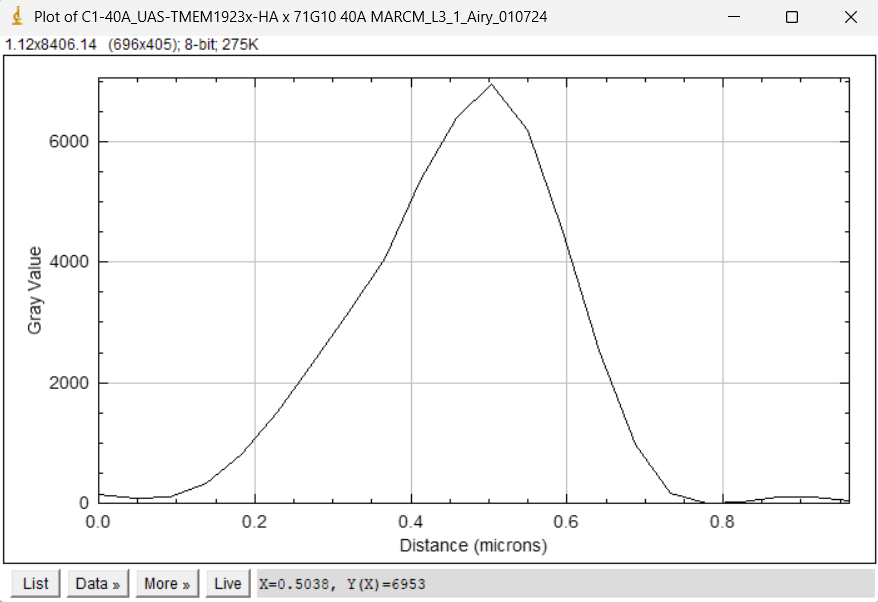 Plot of C1-40A_UAS-TMEM1923x-HA x 71G10 40A MARCM_L3_1_Airy_010724
1.12x8406.14 (696x405); 8-bit; 275K
6000
4000
2000
0
Gray Value
0.0 0.2 0.4 0.6 0.8
Distance (microns)
List Data » More » Live X=0.5038, Y(X)=6953